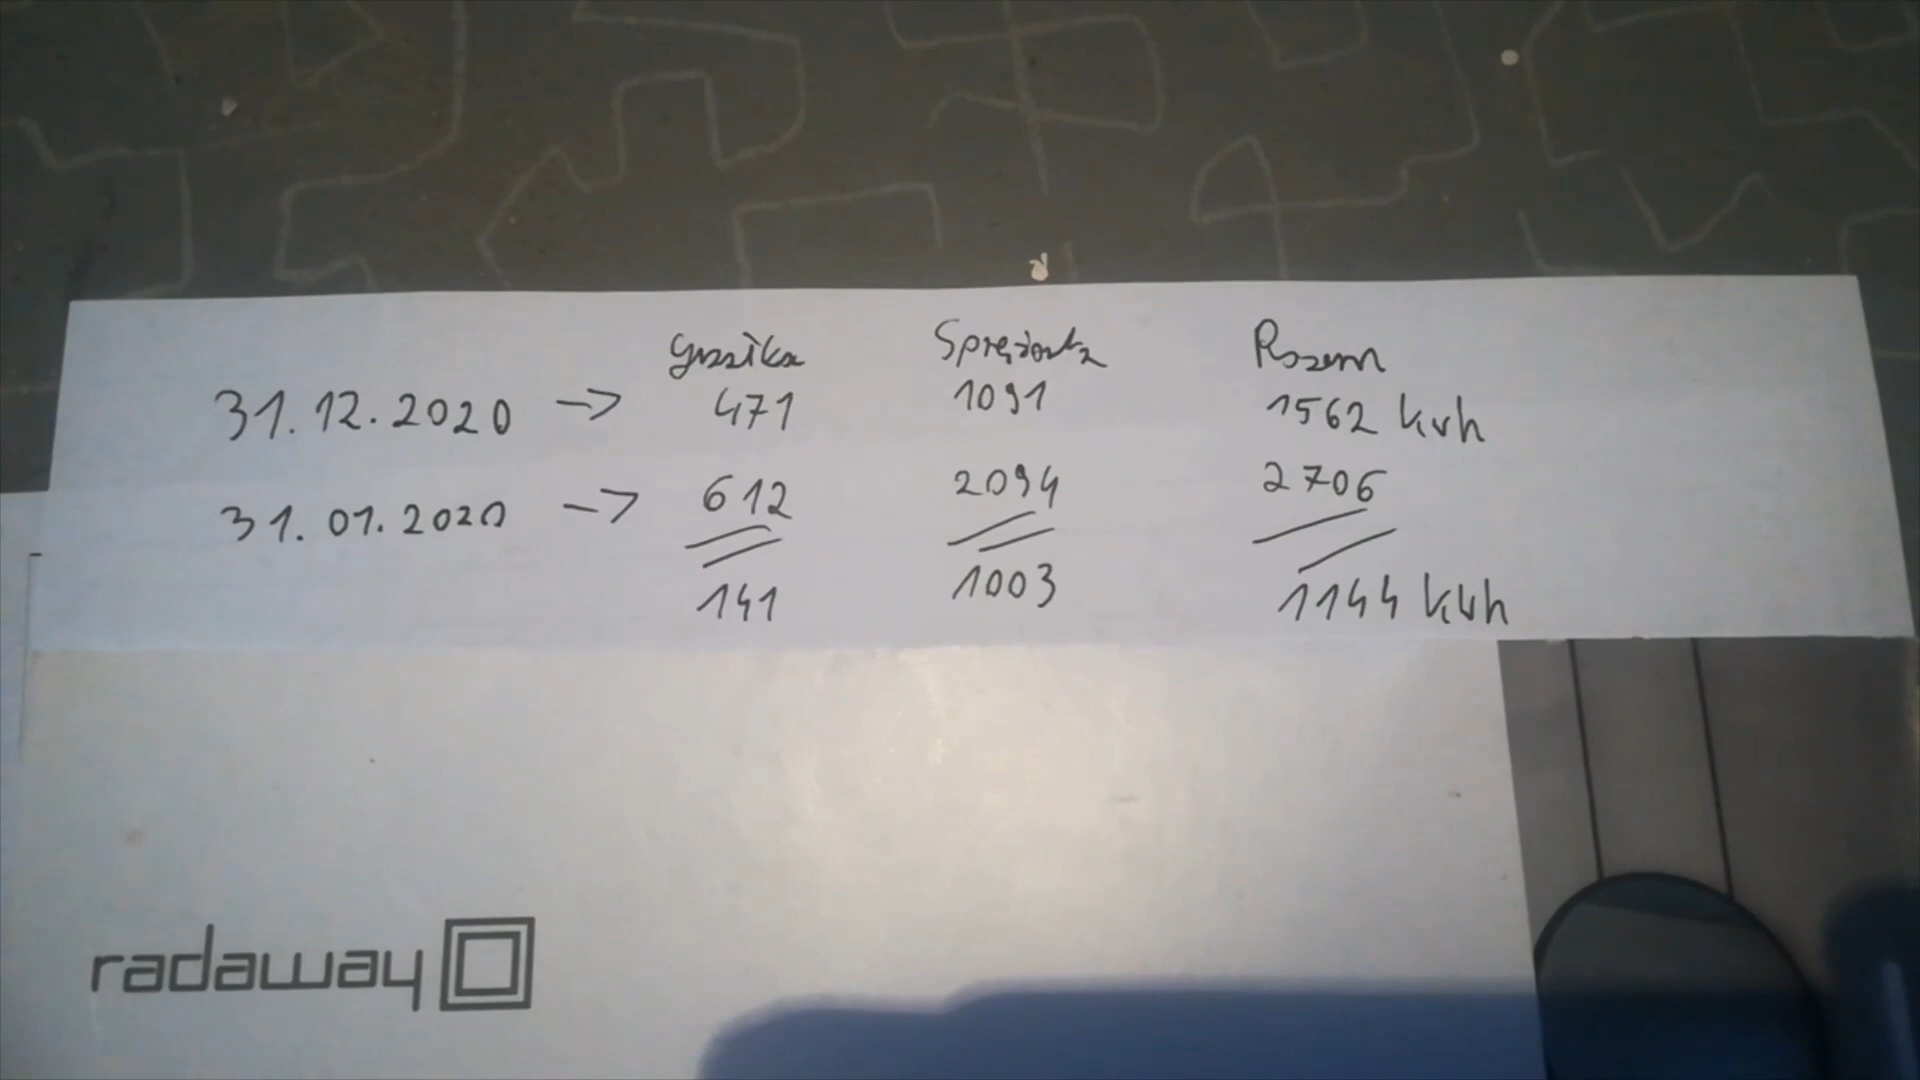 Grzałka Sprężarka Razem
31.12.2020 → 471 1091 1562 kWh
31.01.2020 → 612 2094 2706
141 1003 1144 kWh
radaway